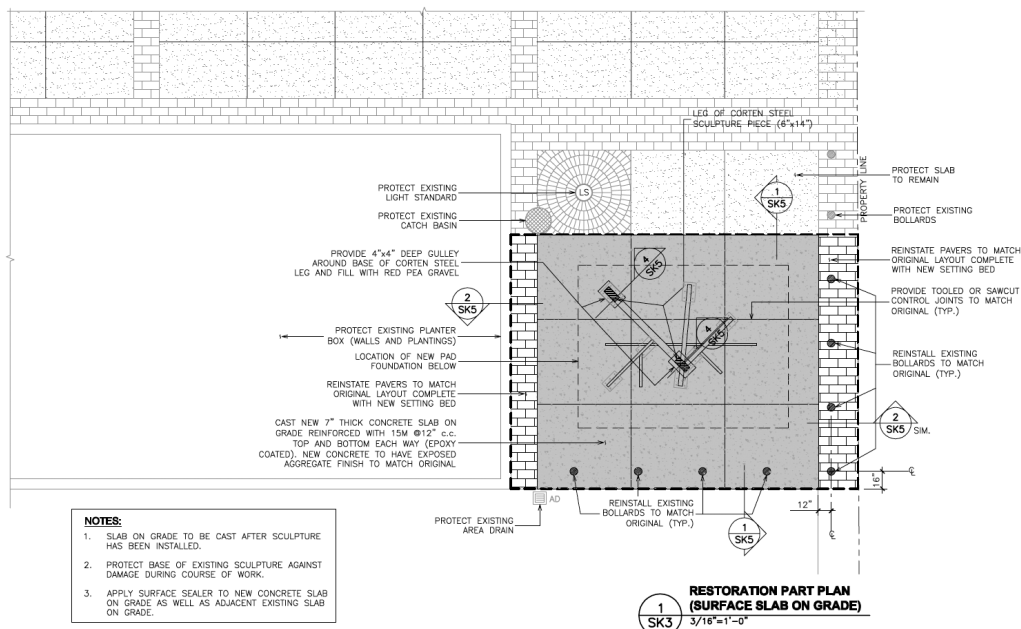 LEG OF CORTEN STEEL
SCULPTURE PIECE (6"x14")
PROTECT EXISTING
LIGHT STANDARD
LS
PROTECT EXISTING
CATCH BASIN
1
SK5
PROPERTY LINE
PROTECT SLAB
TO REMAIN
PROTECT EXISTING
BOLLARDS
PROVIDE 4"x4" DEEP GULLEY
AROUND BASE OF CORTEN STEEL
LEG AND FILL WITH RED PEA GRAVEL
4
SK5
REINSTATE PAVERS TO MATCH
ORIGINAL LAYOUT COMPLETE
WITH NEW SETTING BED
2
SK5
PROVIDE TOOLED OR SAWCUT
CONTROL JOINTS TO MATCH
ORIGINAL (TYP.)
4
SK5
PROTECT EXISTING PLANTER
BOX (WALLS AND PLANTINGS)
LOCATION OF NEW PAD
FOUNDATION BELOW
REINSTALL EXISTING
BOLLARDS TO MATCH
ORIGINAL (TYP.)
REINSTATE PAVERS TO MATCH
ORIGINAL LAYOUT COMPLETE
WITH NEW SETTING BED
2
SK5
SIM.
CAST NEW 7" THICK CONCRETE SLAB ON
GRADE REINFORCED WITH 15M @12" c.c.
TOP AND BOTTOM EACH WAY (EPOXY
COATED). NEW CONCRETE TO HAVE EXPOSED
AGGREGATE FINISH TO MATCH ORIGINAL
16"
12"
AD
PROTECT EXISTING
AREA DRAIN
REINSTALL EXISTING
BOLLARDS TO MATCH
ORIGINAL (TYP.)
1
SK5
NOTES:
1. SLAB ON GRADE TO BE CAST AFTER SCULPTURE
HAS BEEN INSTALLED.
2. PROTECT BASE OF EXISTING SCULPTURE AGAINST
DAMAGE DURING COURSE OF WORK.
3. APPLY SURFACE SEALER TO NEW CONCRETE SLAB
ON GRADE AS WELL AS ADJACENT EXISTING SLAB
ON GRADE.
1
SK3
RESTORATION PART PLAN
(SURFACE SLAB ON GRADE)
3/16"=1'-0"